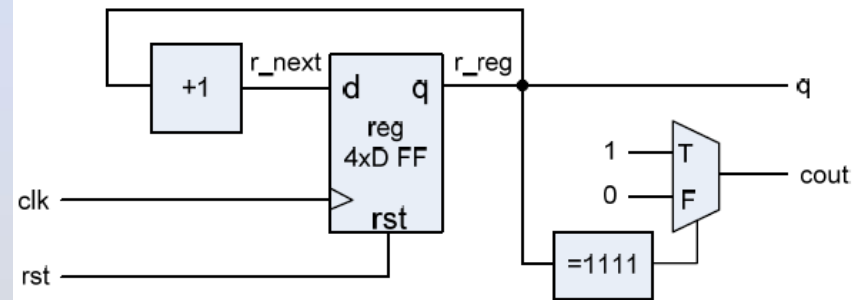 +1
r_next
d
q
r_reg
q
reg
4xD FF
rst
clk
rst
1
T
0
F
cout
=1111